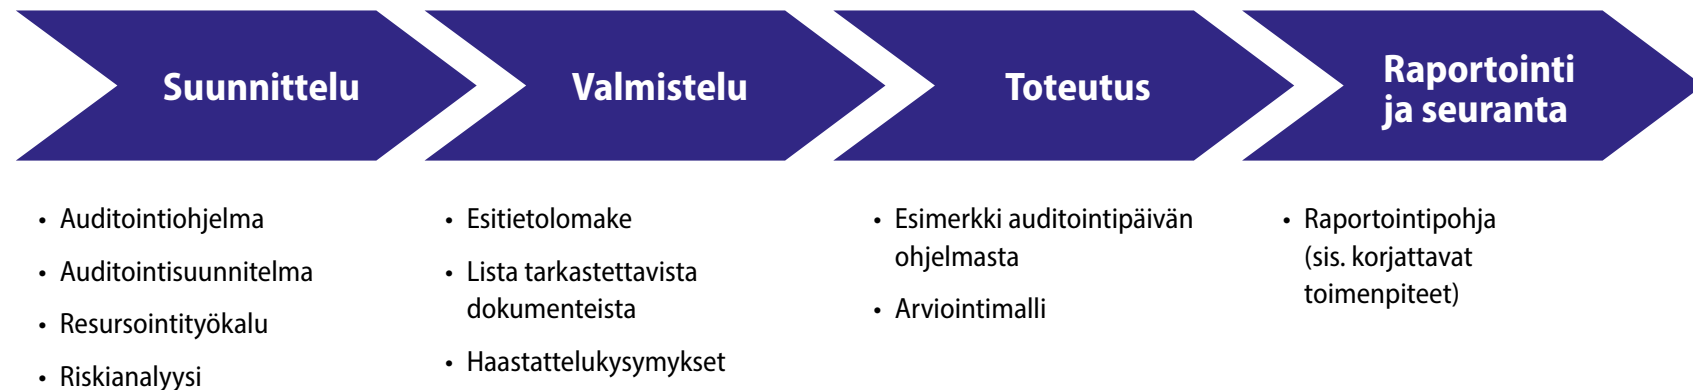 Suunnittelu
• Auditointiohjelma
• Auditointisuunnitelma
• Resursointityökalu
• Riskianalyysi
Valmistelu
• Esitietolomake
• Lista tarkastettavista
dokumenteista
• Haastattelukysymykset
Toteutus
• Esimerkki auditointipäivän
ohjelmasta
• Arviointimalli
Raportointi
ja seuranta
• Raportointipohja
(sis. korjattavat
toimenpiteet)